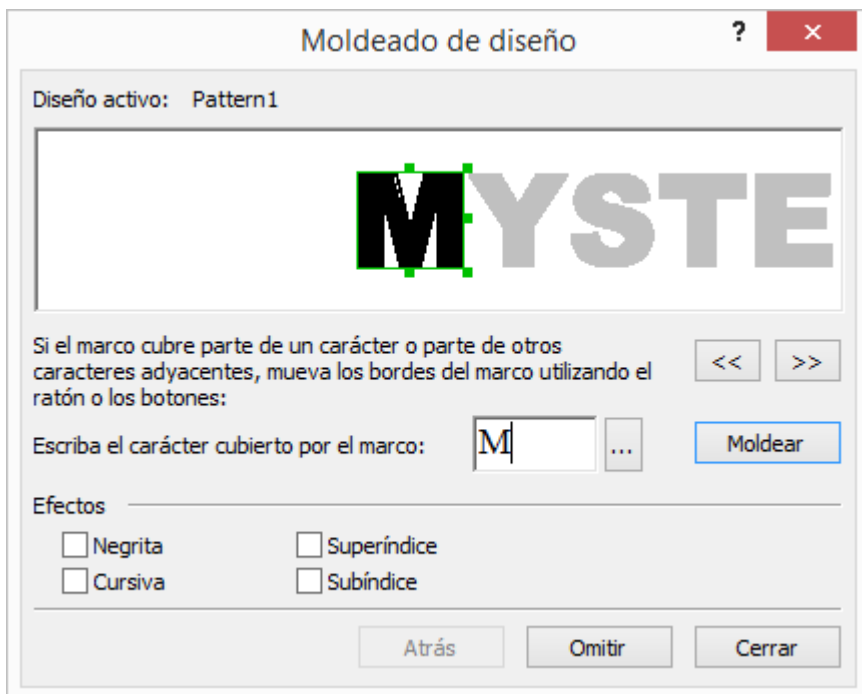 Moldeado de diseño
?
×
Diseño activo: Pattern1
MYSTE
Si el marco cubre parte de un carácter o parte de otros
caracteres adyacentes, mueva los bordes del marco utilizando el
ratón o los botones:
<< >>
Escriba el carácter cubierto por el marco: M ... Moldear
Efectos
Negrita Superíndice
Cursiva Subíndice
Atrás Omitir Cerrar